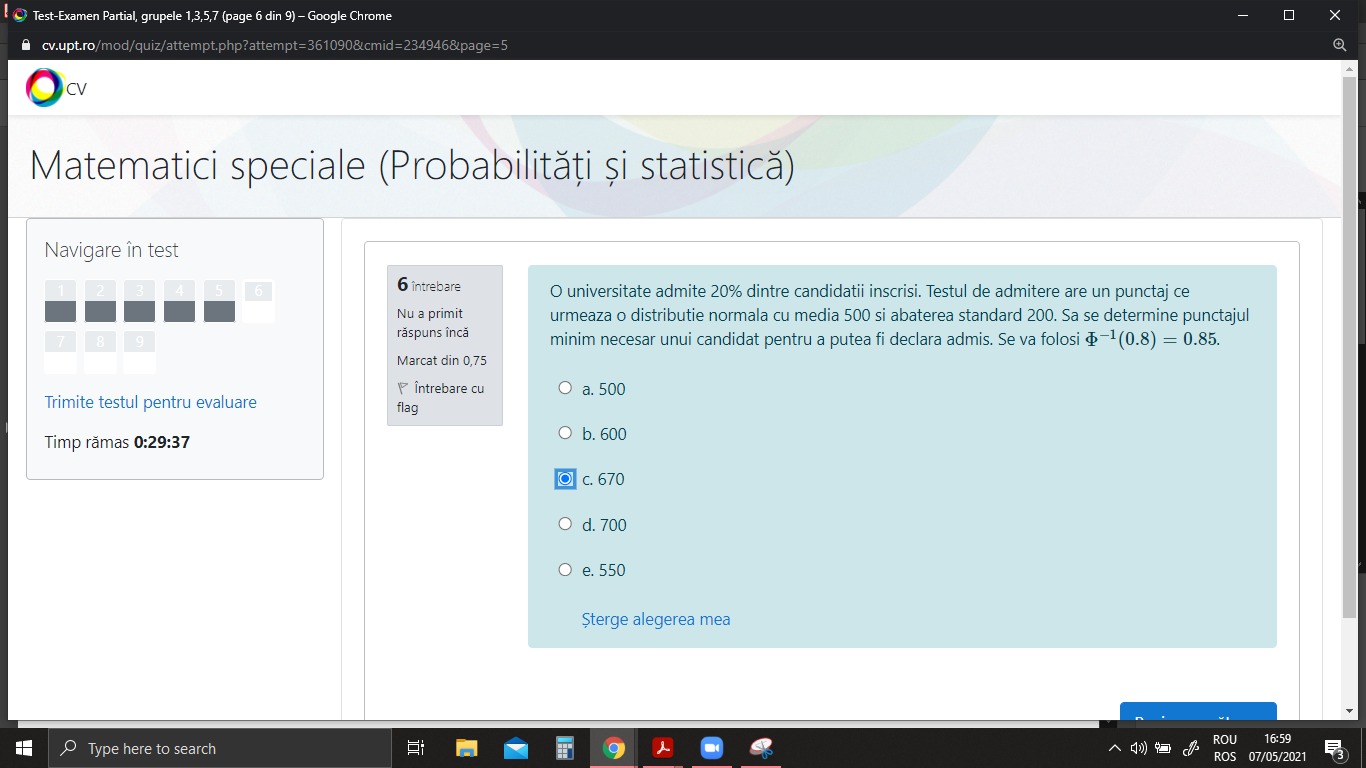 Test-Examen Partial, grupele 1,3,5,7 (page 6 din 9) – Google Chrome
cv.upt.ro/mod/quiz/attempt.php?attempt=361090&cmid=234946&page=5
CV
Matematici speciale (Probabilități și statistică)
Navigare în test
1 2 3 4 5 6
7 8 9
Trimite testul pentru evaluare
Timp rămas 0:29:37
6 întrebare
Nu a primit
răspuns încă
Marcat din 0,75
Întrebare cu
flag
O universitate admite 20% dintre candidatii inscrisi. Testul de admitere are un punctaj ce
urmeaza o distributie normala cu media 500 si abaterea standard 200. Sa se determine punctajul
minim necesar unui candidat pentru a putea fi declara admis. Se va folosi Φ⁻¹(0.8) = 0.85.
a. 500
b. 600
c. 670
d. 700
e. 550
Șterge alegerea mea
Type here to search
ROU
ROS
16:59
07/05/2021
3